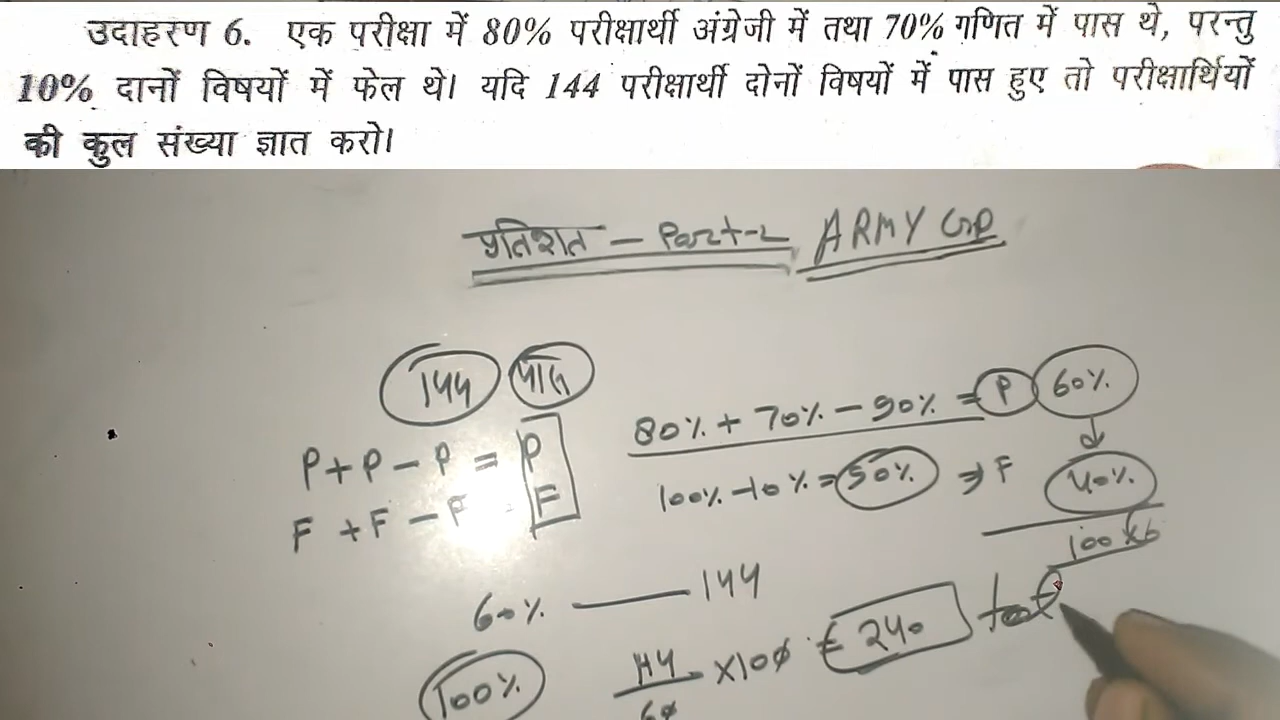 उदाहरण 6. एक परीक्षा में 80% परीक्षार्थी अंग्रेजी में तथा 70% गणित में पास थे, परन्तु
10% दानों विषयों में फेल थे। यदि 144 परीक्षार्थी दोनों विषयों में पास हुए तो परीक्षार्थियों
की कुल संख्या ज्ञात करो।
प्रतिशत - Part-2 ARMY GD
144 पास
P+P-P = P
F+F-F F
80%+70%-90% = P 60%
100%-10%=90% ⇒ F 40%
100%
60% — 144
100% 144/60 ×100 = 240